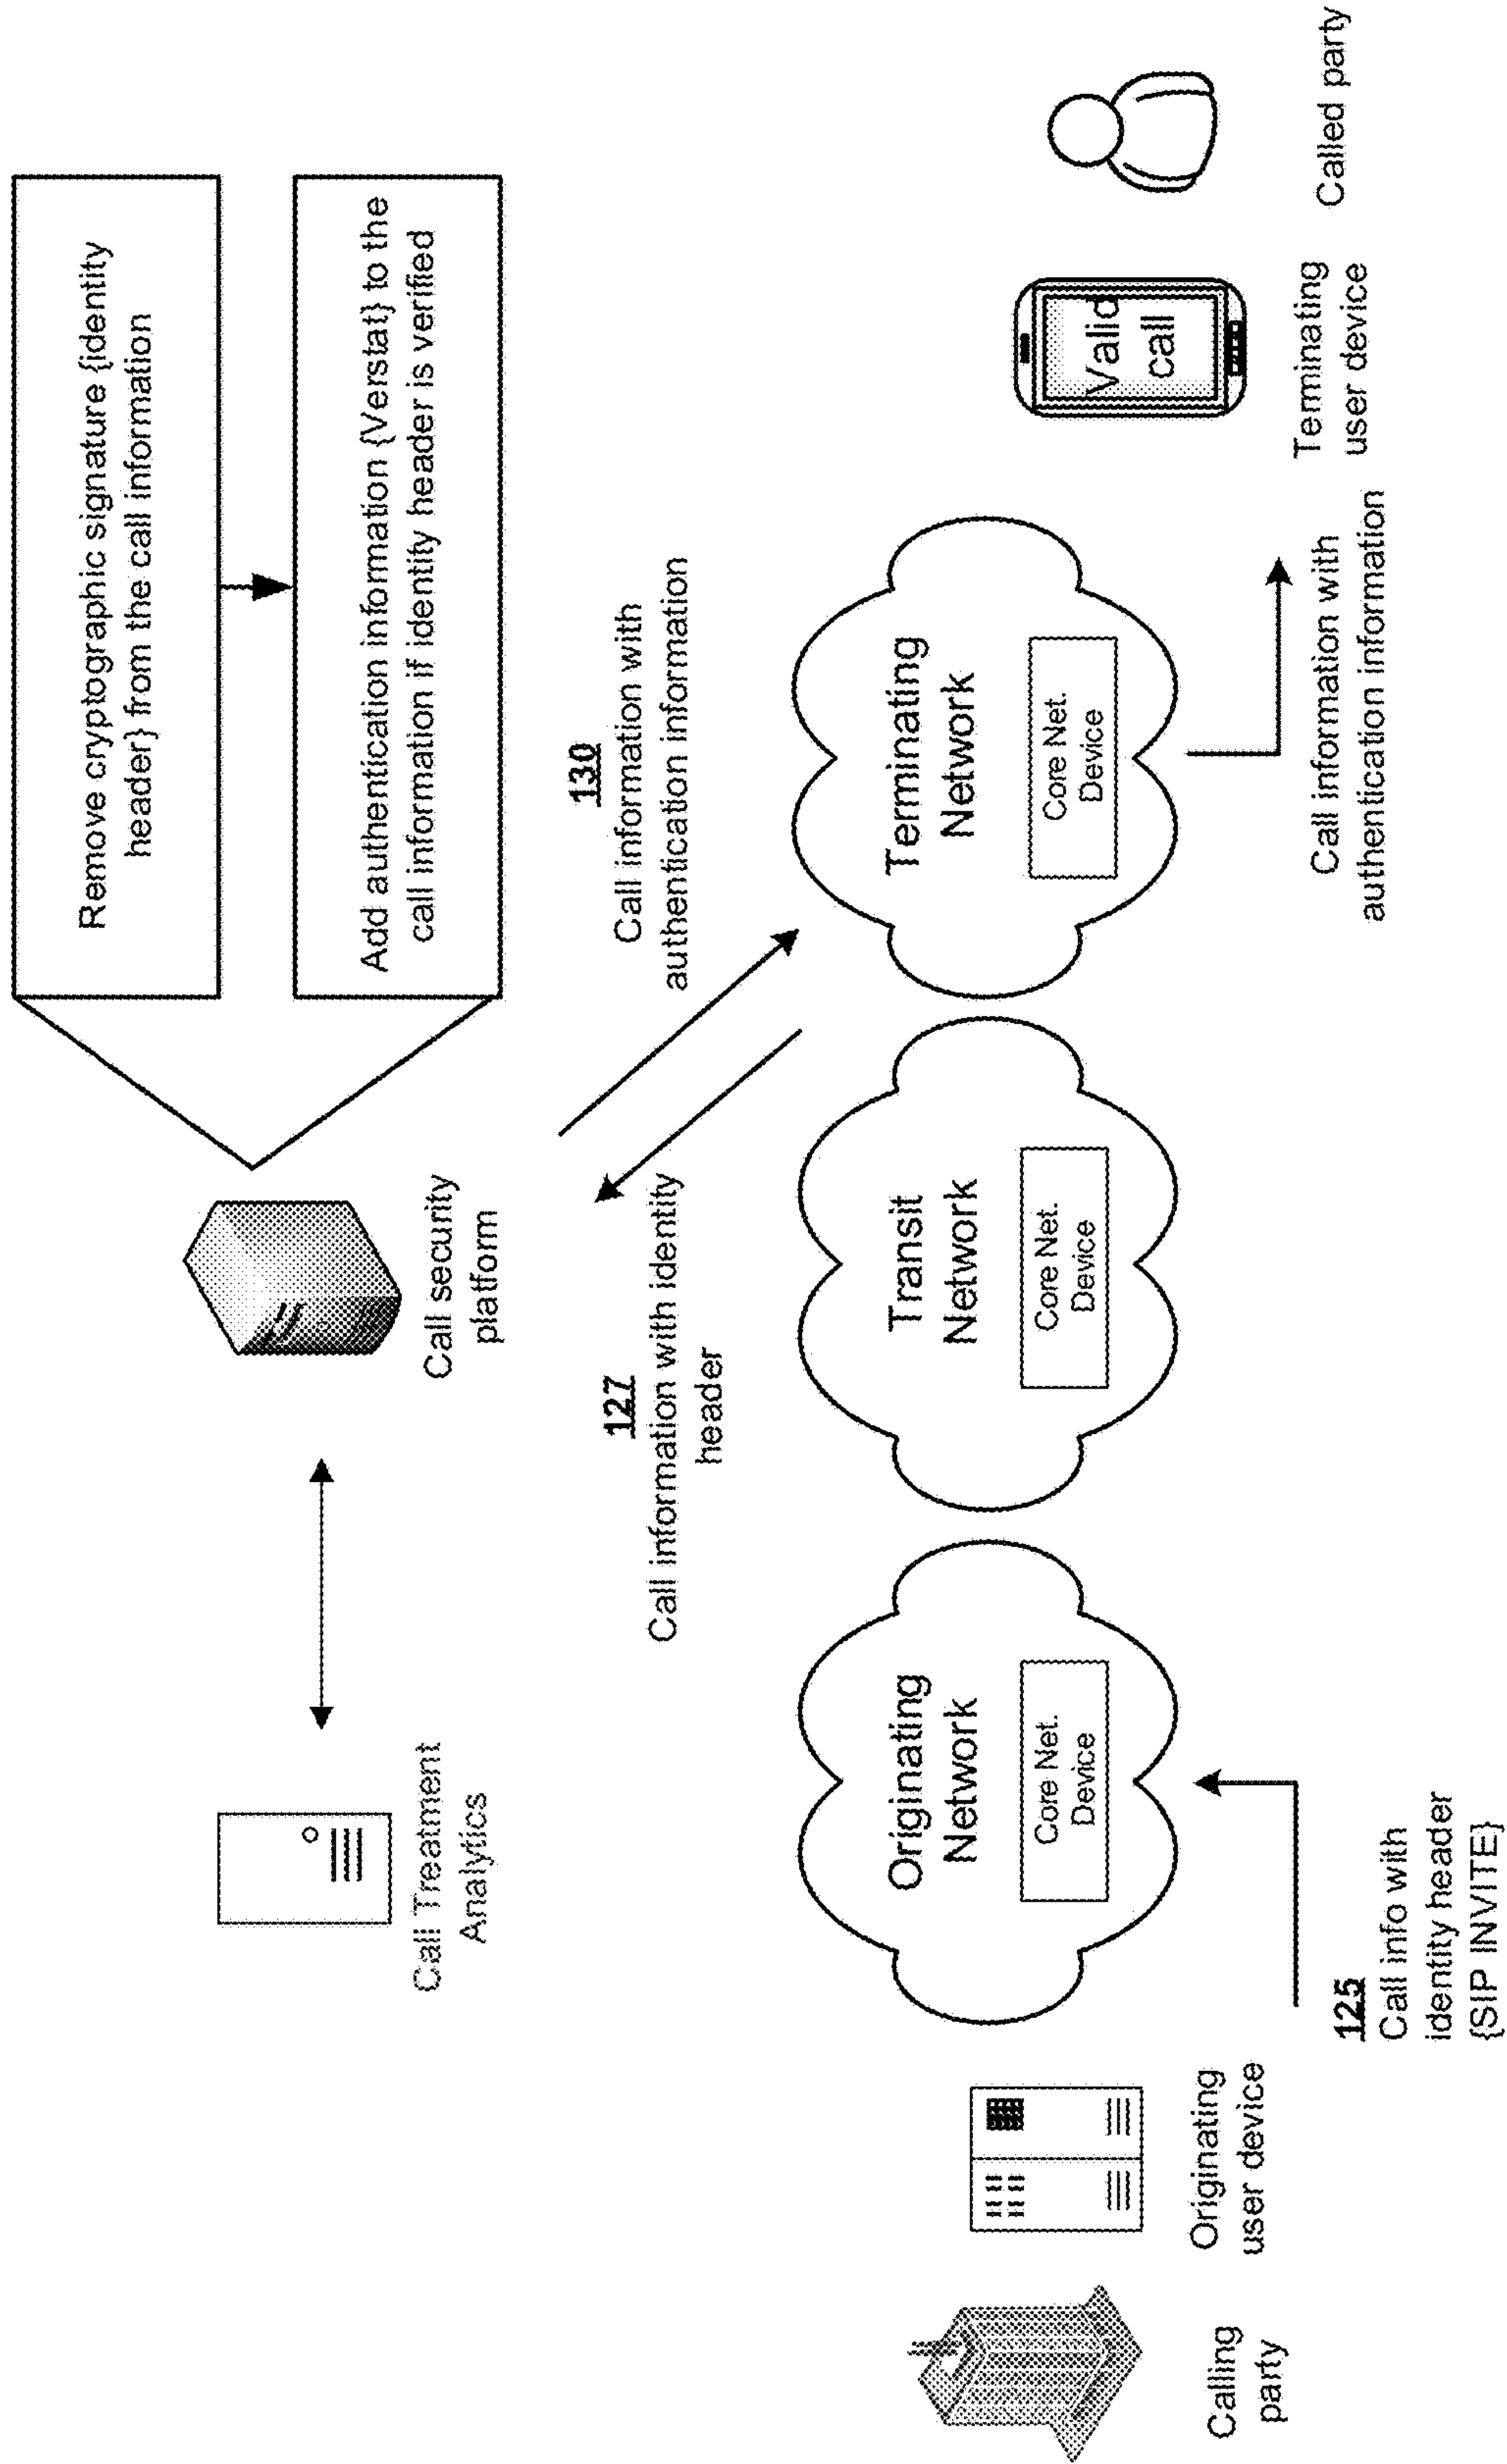 Remove cryptographic signature {identity
header} from the call information
Add authentication information {Verstat} to the
call information if identity header is verified
Call Treatment
Analytics
Call security
platform
127
Call information with identity
header
130
Call information with
authentication information
Originating
Network
Core Net.
Device
Transit
Network
Core Net.
Device
Terminating
Network
Core Net.
Device
Valid
call
Calling
party
Originating
user device
125
Call info with
identity header
{SIP INVITE}
Call information with
authentication information
Terminating
user device
Called party